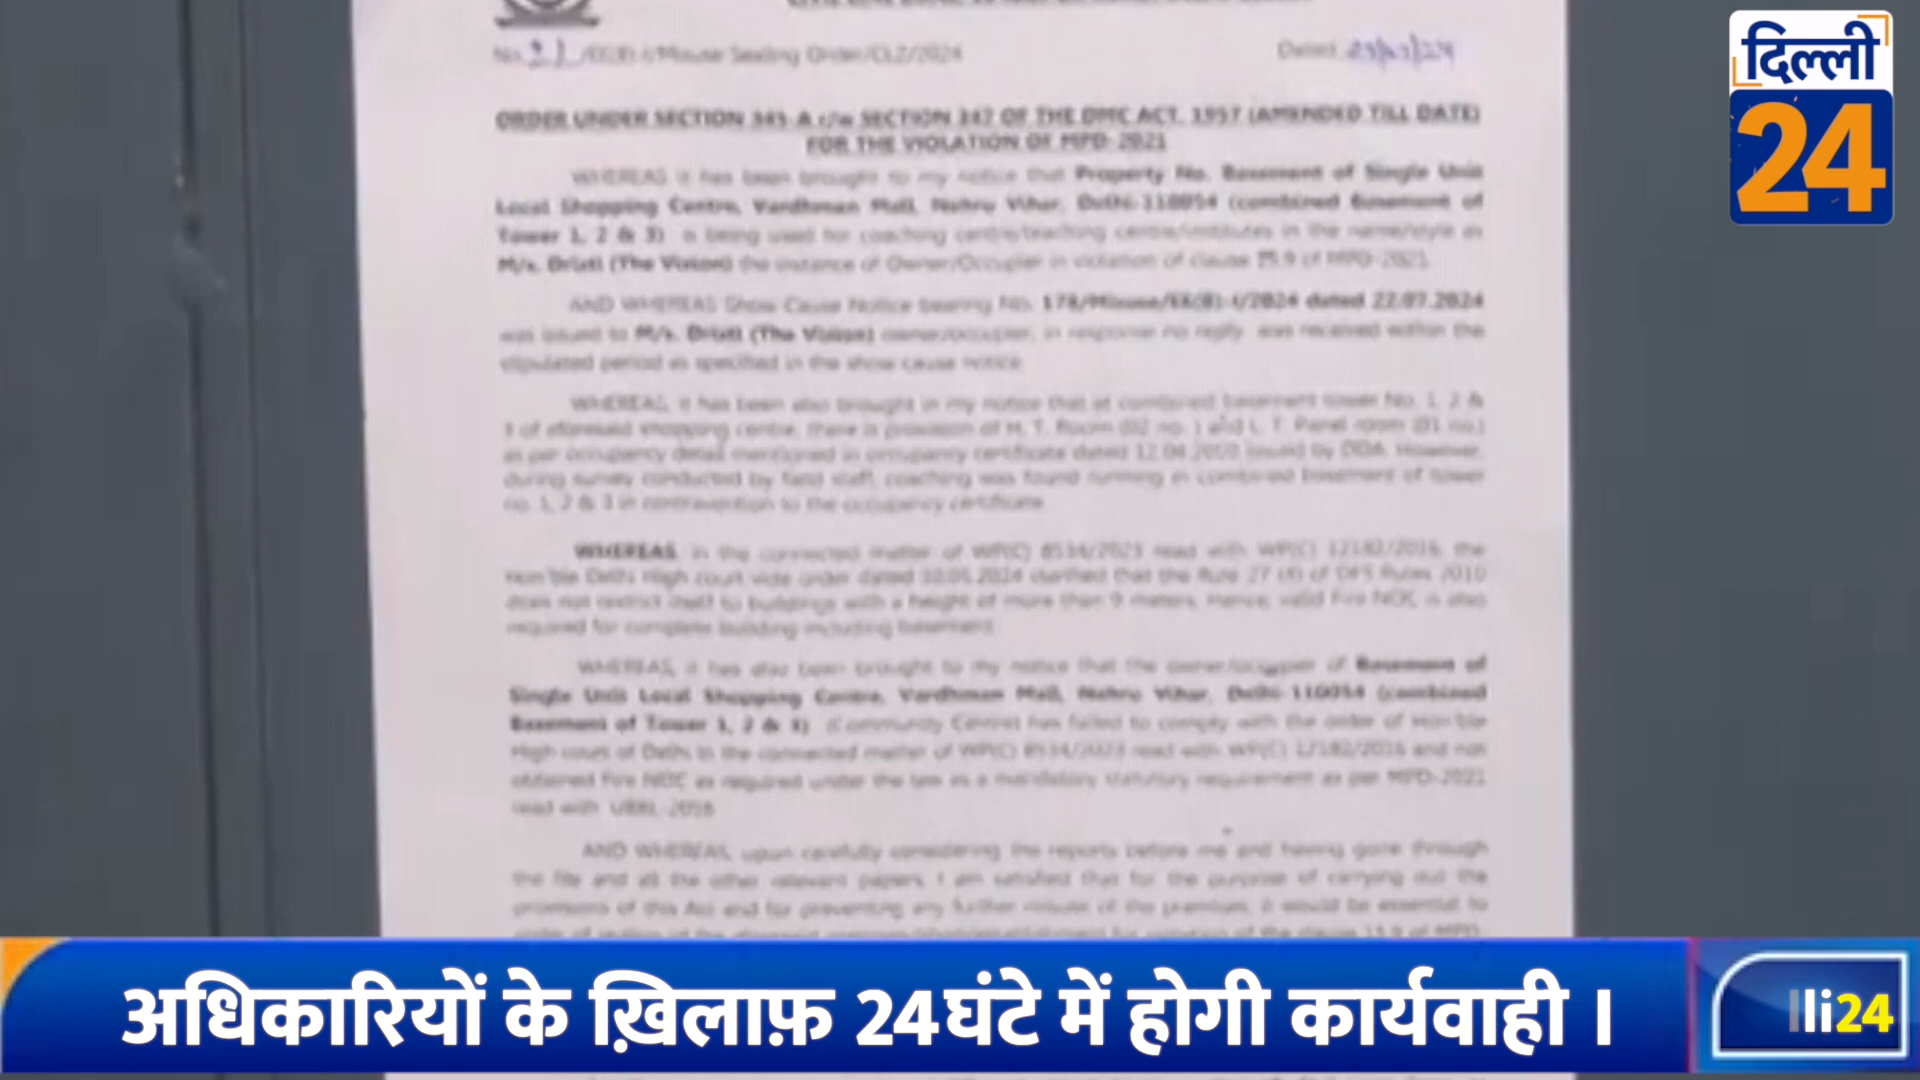 दिल्ली
24
No. 21 /EE(B)-I/Misuse Sealing Order/CLZ/2024 Dated
ORDER UNDER SECTION 345-A r/w SECTION 347 OF THE DMC ACT, 1957 (AMENDED TILL DATE)
FOR THE VIOLATION OF MPD-2021
WHEREAS it has been brought to my notice that Property No. Basement of Single Unit
Local Shopping Centre, Vardhman Mall, Nehru Vihar, Delhi-110054 (combined Basement of
Tower 1, 2 & 3) is being used for coaching centre/teaching centre/institutes in the name/style as
M/s. Dristi (The Vision) the instance of Owner/Occupier in violation of clause 15.9 of MPD-2021.
AND WHEREAS Show Cause Notice bearing No. 178/Misuse/EE(B)-I/2024 dated 22.07.2024
was issued to M/s. Dristi (The Vision) owner/occupier, in response no reply was received within the
stipulated period as specified in the show cause notice
WHEREAS, it has been also brought in my notice that at combined basement tower No. 1, 2 &
3 of aforesaid shopping centre, there is provision of H. T. Room (02 no.) and L. T. Panel room (01 no.)
as per occupancy detail mentioned in occupancy certificate dated issued by DDA. However,
during survey conducted by field staff, coaching was found running in combined basement of tower
no. 1, 2 & 3 in contravention to the occupancy certificate.
WHEREAS, in the connected matter of WP(C) 8534/2023 read with WP(C) 12182/2016, the
Hon'ble Delhi High court vide order dated 10.05.2024 clarified that the Rule 27 of DFS Rules 2010
does not restrict itself to buildings with a height of more than 9 meters. Hence, valid Fire NOC is also
required for complete building including basement.
WHEREAS, it has also been brought to my notice that the owner/occupier of Basement of
Single Unit Local Shopping Centre, Vardhman Mall, Nehru Vihar, Delhi-110054 (combined
Basement of Tower 1, 2 & 3) (Community Centre) has failed to comply with the order of Hon'ble
High court of Delhi in the connected matter of WP(C) 8534/2023 read with WP(C) 12182/2016 and not
obtained Fire NOC as required under the law as a mandatory statutory requirement as per MPD-2021
read with UBBL-2016
AND WHEREAS, upon carefully considering the reports before me and having gone through
the file and all the other relevant papers, I am satisfied that for the purpose of carrying out the
provisions of this Act and for preventing any further misuse of the premises, it would be essential to
अधिकारियों के ख़िलाफ़ 24घंटे में होगी कार्यवाही ।
lli24